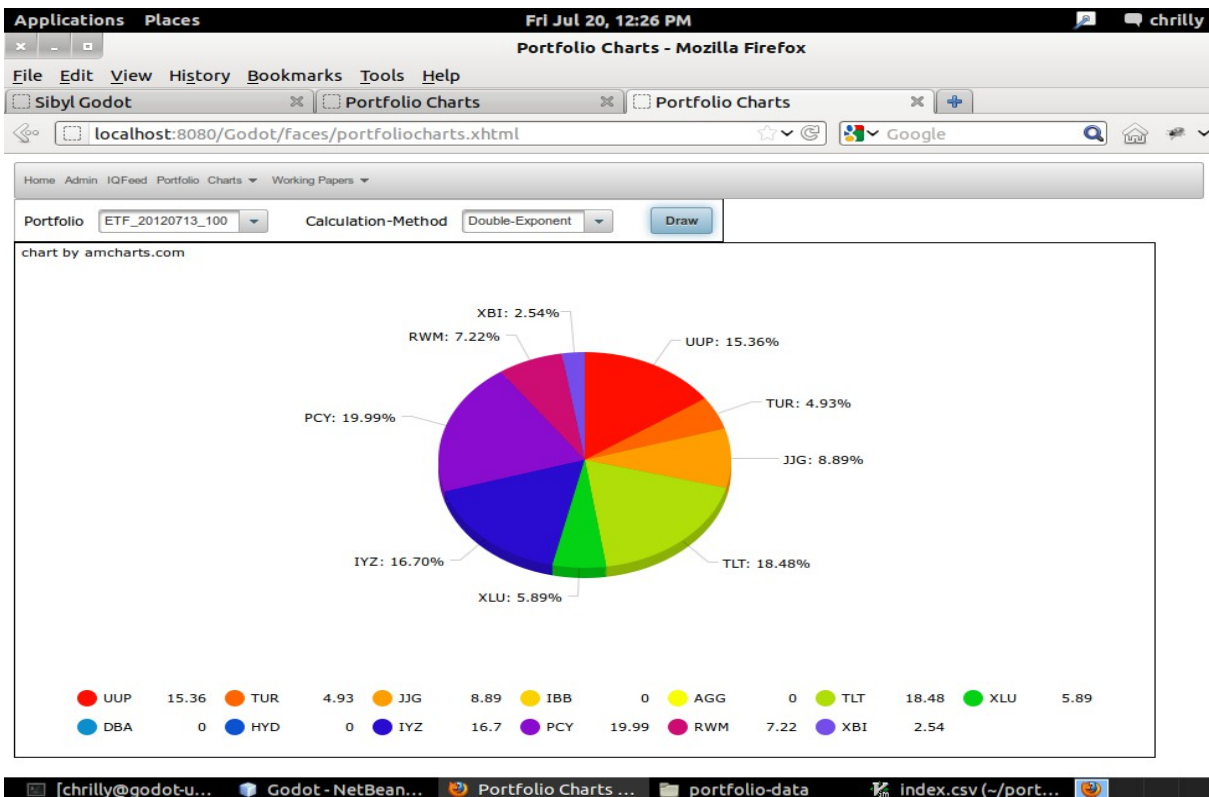 Applications Places Fri Jul 20, 12:26 PM chrilly
Portfolio Charts - Mozilla Firefox
File Edit View History Bookmarks Tools Help
Sibyl Godot Portfolio Charts Portfolio Charts
localhost:8080/Godot/faces/portfoliocharts.xhtml Google
Home Admin IQFeed Portfolio Charts Working Papers
Portfolio ETF_20120713_100 Calculation-Method Double-Exponent Draw
chart by amcharts.com
XBI: 2.54%
RWM: 7.22%
UUP: 15.36%
TUR: 4.93%
PCY: 19.99%
JJG: 8.89%
IYZ: 16.70%
TLT: 18.48%
XLU: 5.89%
UUP 15.36 TUR 4.93 JJG 8.89 IBB 0 AGG 0 TLT 18.48 XLU 5.89
DBA 0 HYD 0 IYZ 16.7 PCY 19.99 RWM 7.22 XBI 2.54
[chrilly@godot-u... Godot - NetBean... Portfolio Charts ... portfolio-data index.csv (~/port...